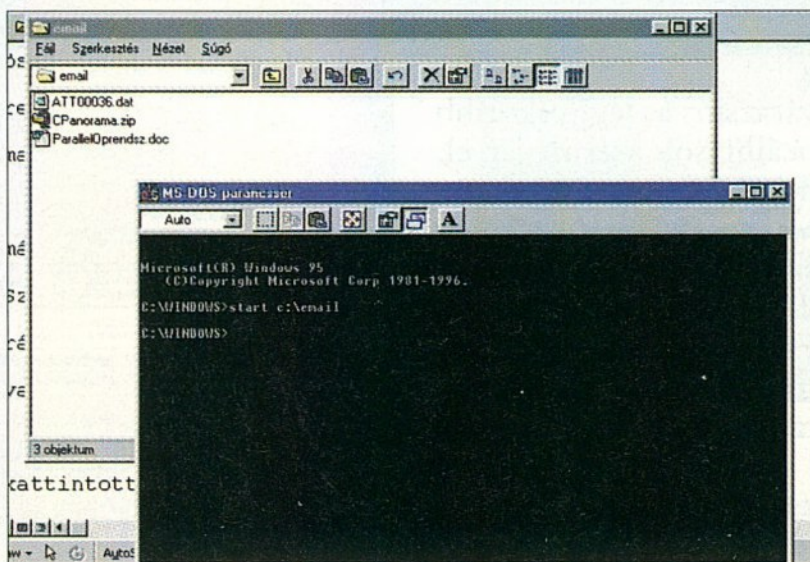 email
Fájl Szerkesztés Nézet Súgó
email
ATT00036.dat
CPanorama.zip
ParallelOprendsz.doc
MS-DOS parancssor
Auto
A
Microsoft(R) Windows 95
(C)Copyright Microsoft Corp 1981-1996.
C:\WINDOWS>start c:\email
C:\WINDOWS>
3 objektum
kattintott